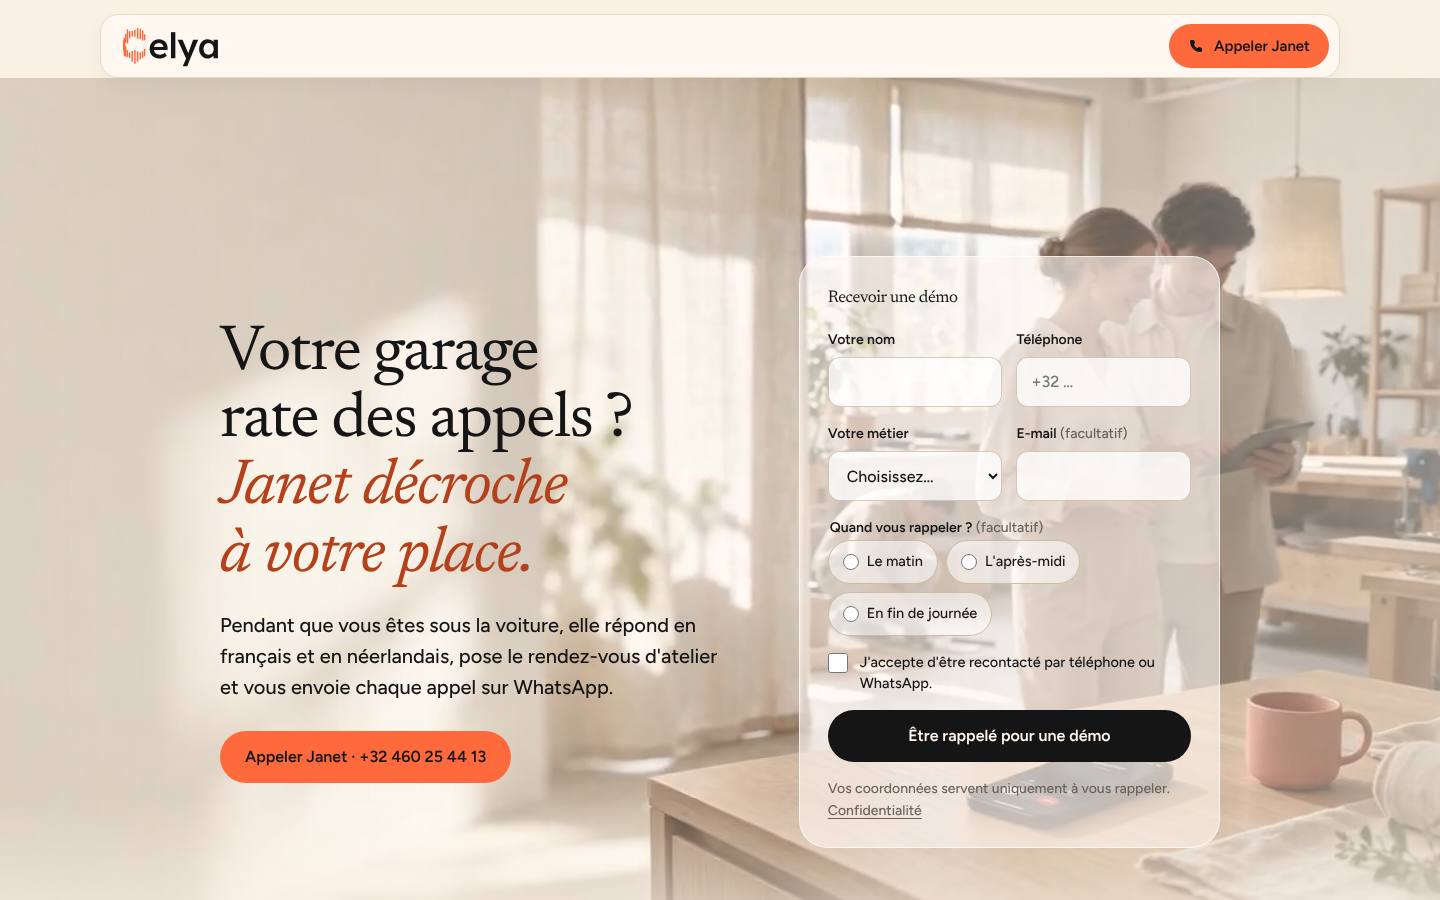 Celya
Appeler Janet
Votre garage
rate des appels ?
Janet décroche
à votre place.
Pendant que vous êtes sous la voiture, elle répond en
français et en néerlandais, pose le rendez-vous d'atelier
et vous envoie chaque appel sur WhatsApp.
Appeler Janet · +32 460 25 44 13
Recevoir une démo
Votre nom
Téléphone
+32 ...
Votre métier
E-mail (facultatif)
Choisissez...
Quand vous rappeler ? (facultatif)
Le matin
L'après-midi
En fin de journée
J'accepte d'être recontacté par téléphone ou
WhatsApp.
Être rappelé pour une démo
Vos coordonnées servent uniquement à vous rappeler.
Confidentialité